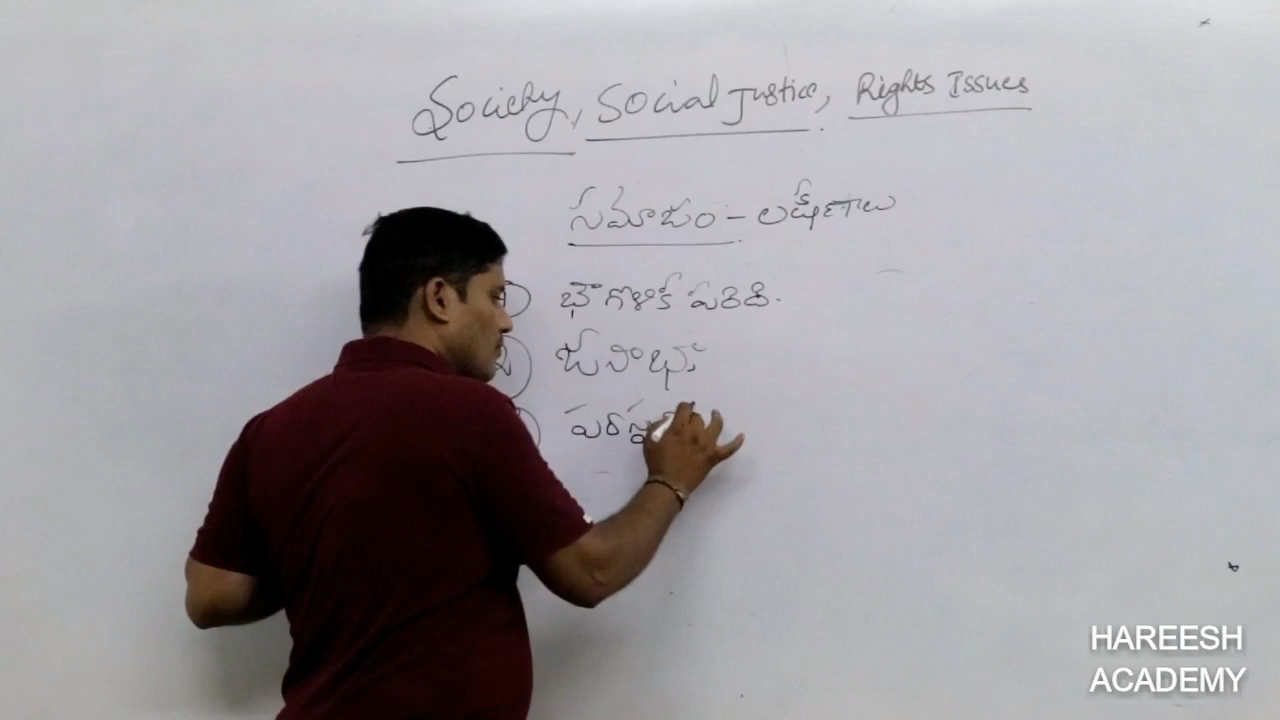 Society, Social Justice, Rights Issues
సమాజం - లక్షణాలు
భౌగోళిక పరిధి.
జనాభా
HAREESH
ACADEMY